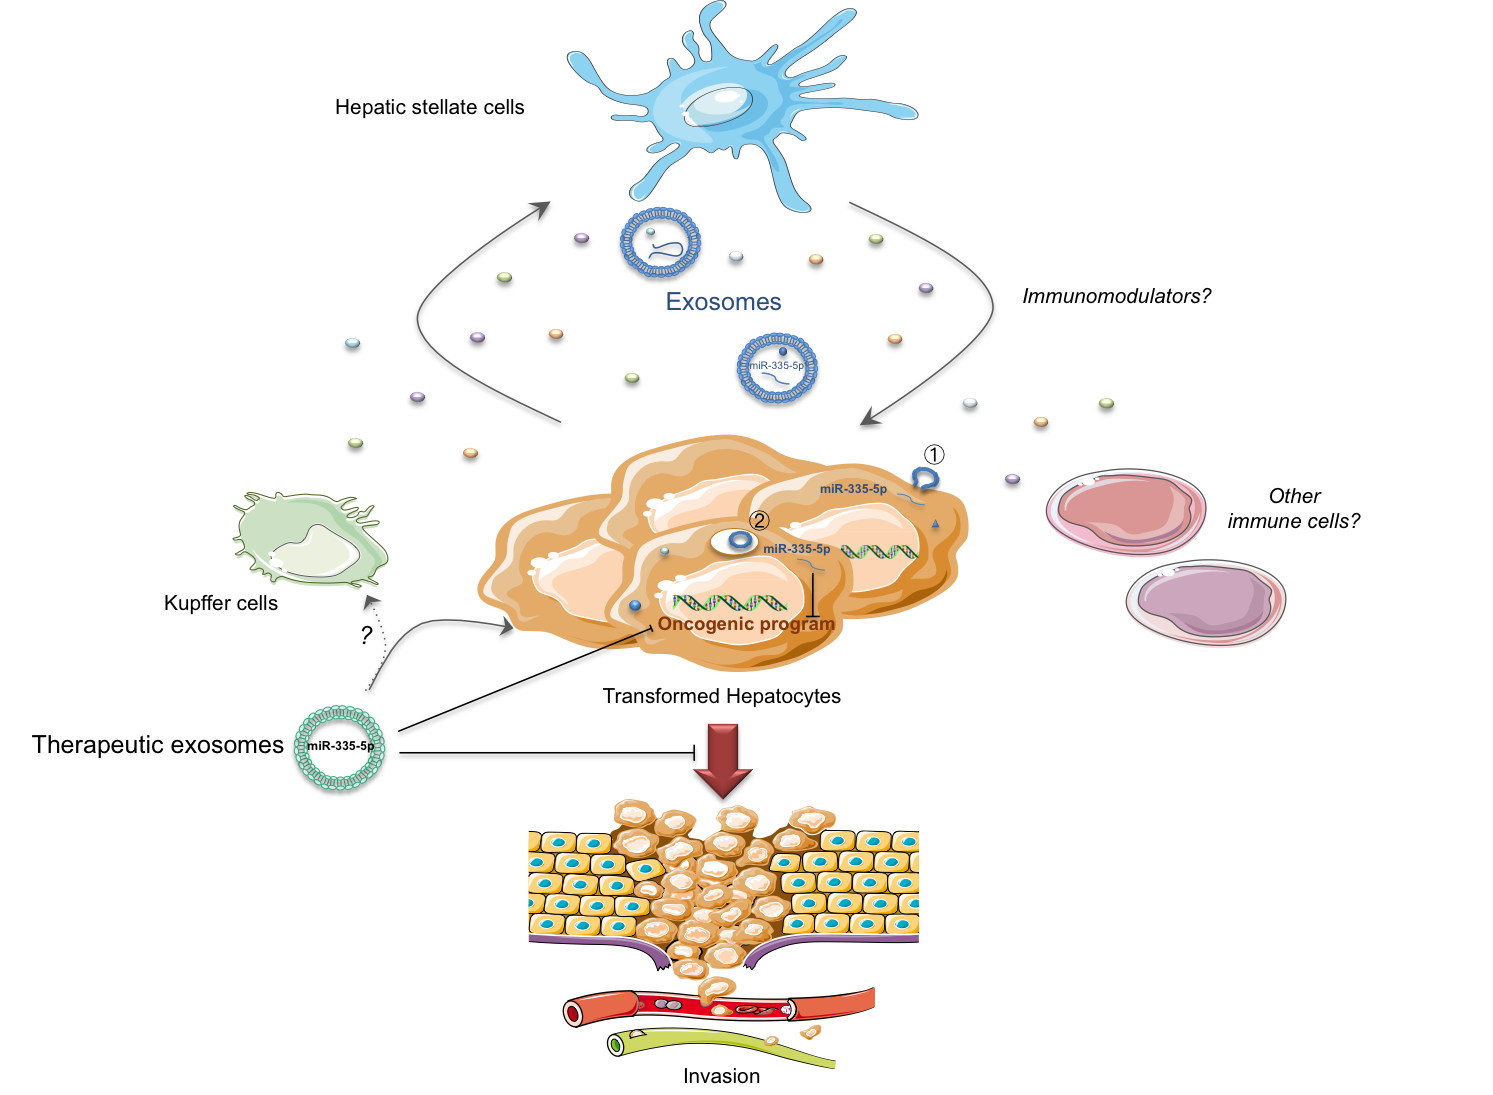 Hepatic stellate cells
Exosomes
Immunomodulators?
miR-335-5p
①
miR-335-5p
②
miR-335-5p
Other
immune cells?
Kupffer cells
?
Oncogenic program
Transformed Hepatocytes
Therapeutic exosomes
miR-335-5p
Invasion